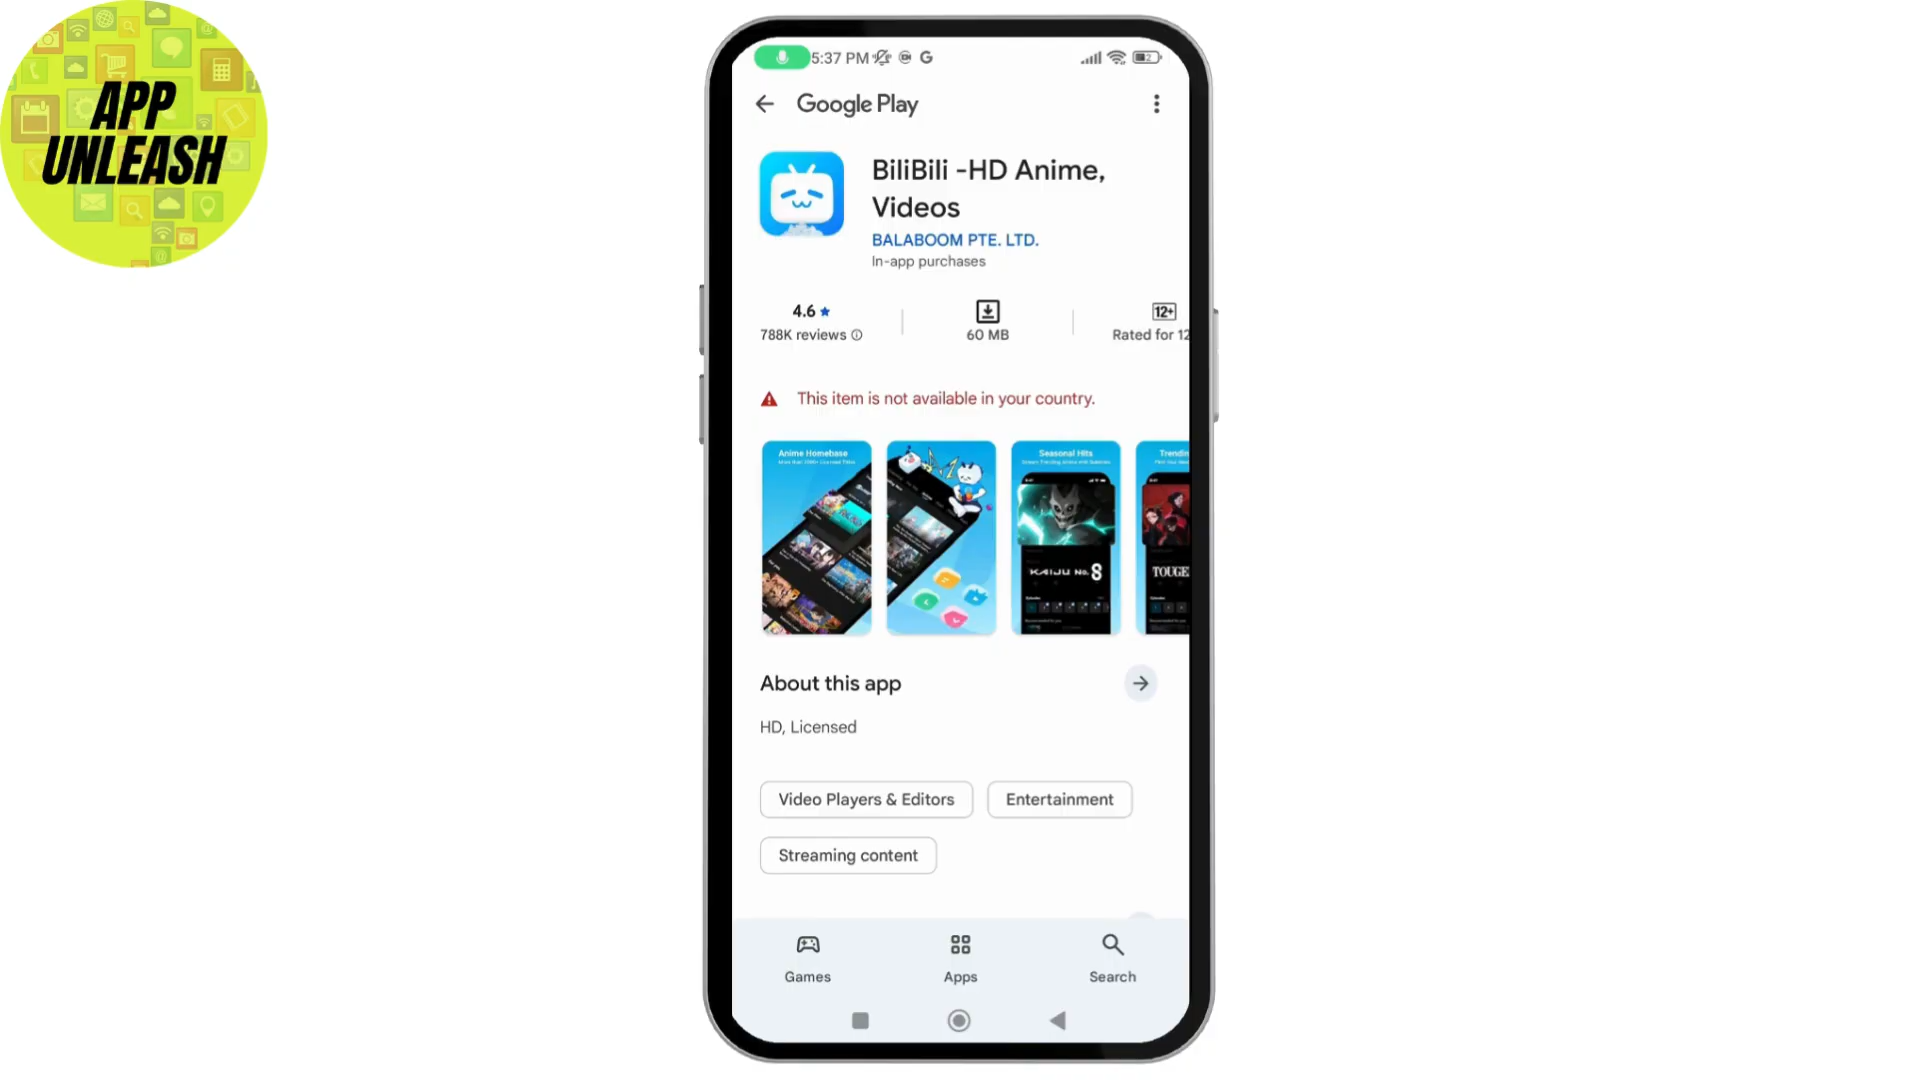 APP
UNLEASH
5:37 PM
Google Play
BiliBili -HD Anime,
Videos
BALABOOM PTE. LTD.
In-app purchases
4.6
788K reviews
60 MB
12+
Rated for 12
This item is not available in your country.
Anime Homebase
Seasonal Hits
Trendin
KAIJU No. 8
TOUGE
About this app
HD, Licensed
Video Players & Editors
Entertainment
Streaming content
Games
Apps
Search